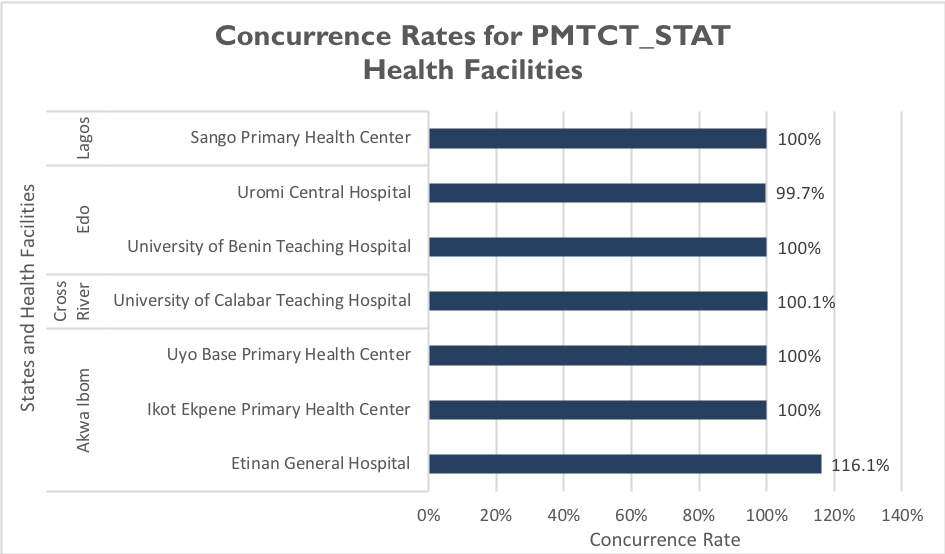 Concurrence Rates for PMTCT_STAT
Health Facilities
States and Health Facilities
Lagos
Sango Primary Health Center
100%
Edo
Uromi Central Hospital
99.7%
University of Benin Teaching Hospital
100%
Cross
River
University of Calabar Teaching Hospital
100.1%
Akwa Ibom
Uyo Base Primary Health Center
100%
Ikot Ekpene Primary Health Center
100%
Etinan General Hospital
116.1%
0% 20% 40% 60% 80% 100% 120% 140%
Concurrence Rate